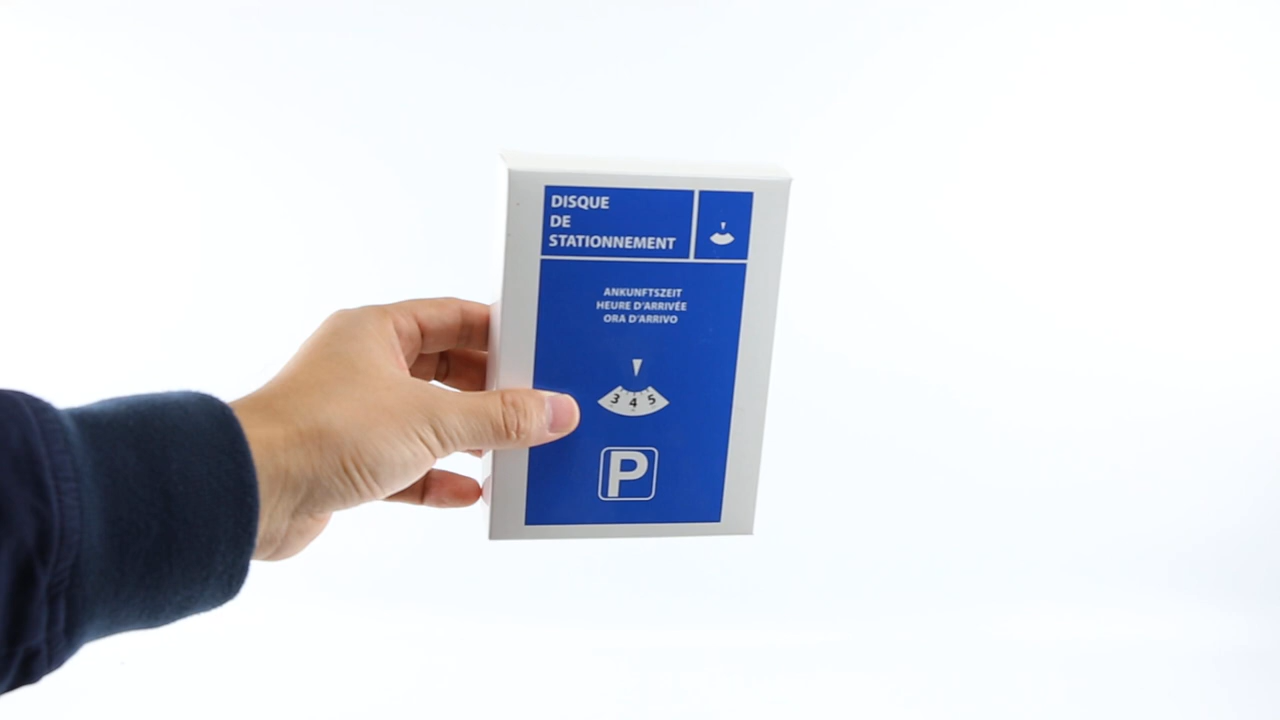 DISQUE
DE
STATIONNEMENT
ANKUNFTSZEIT
HEURE D'ARRIVÉE
ORA D'ARRIVO
3 4 5
P